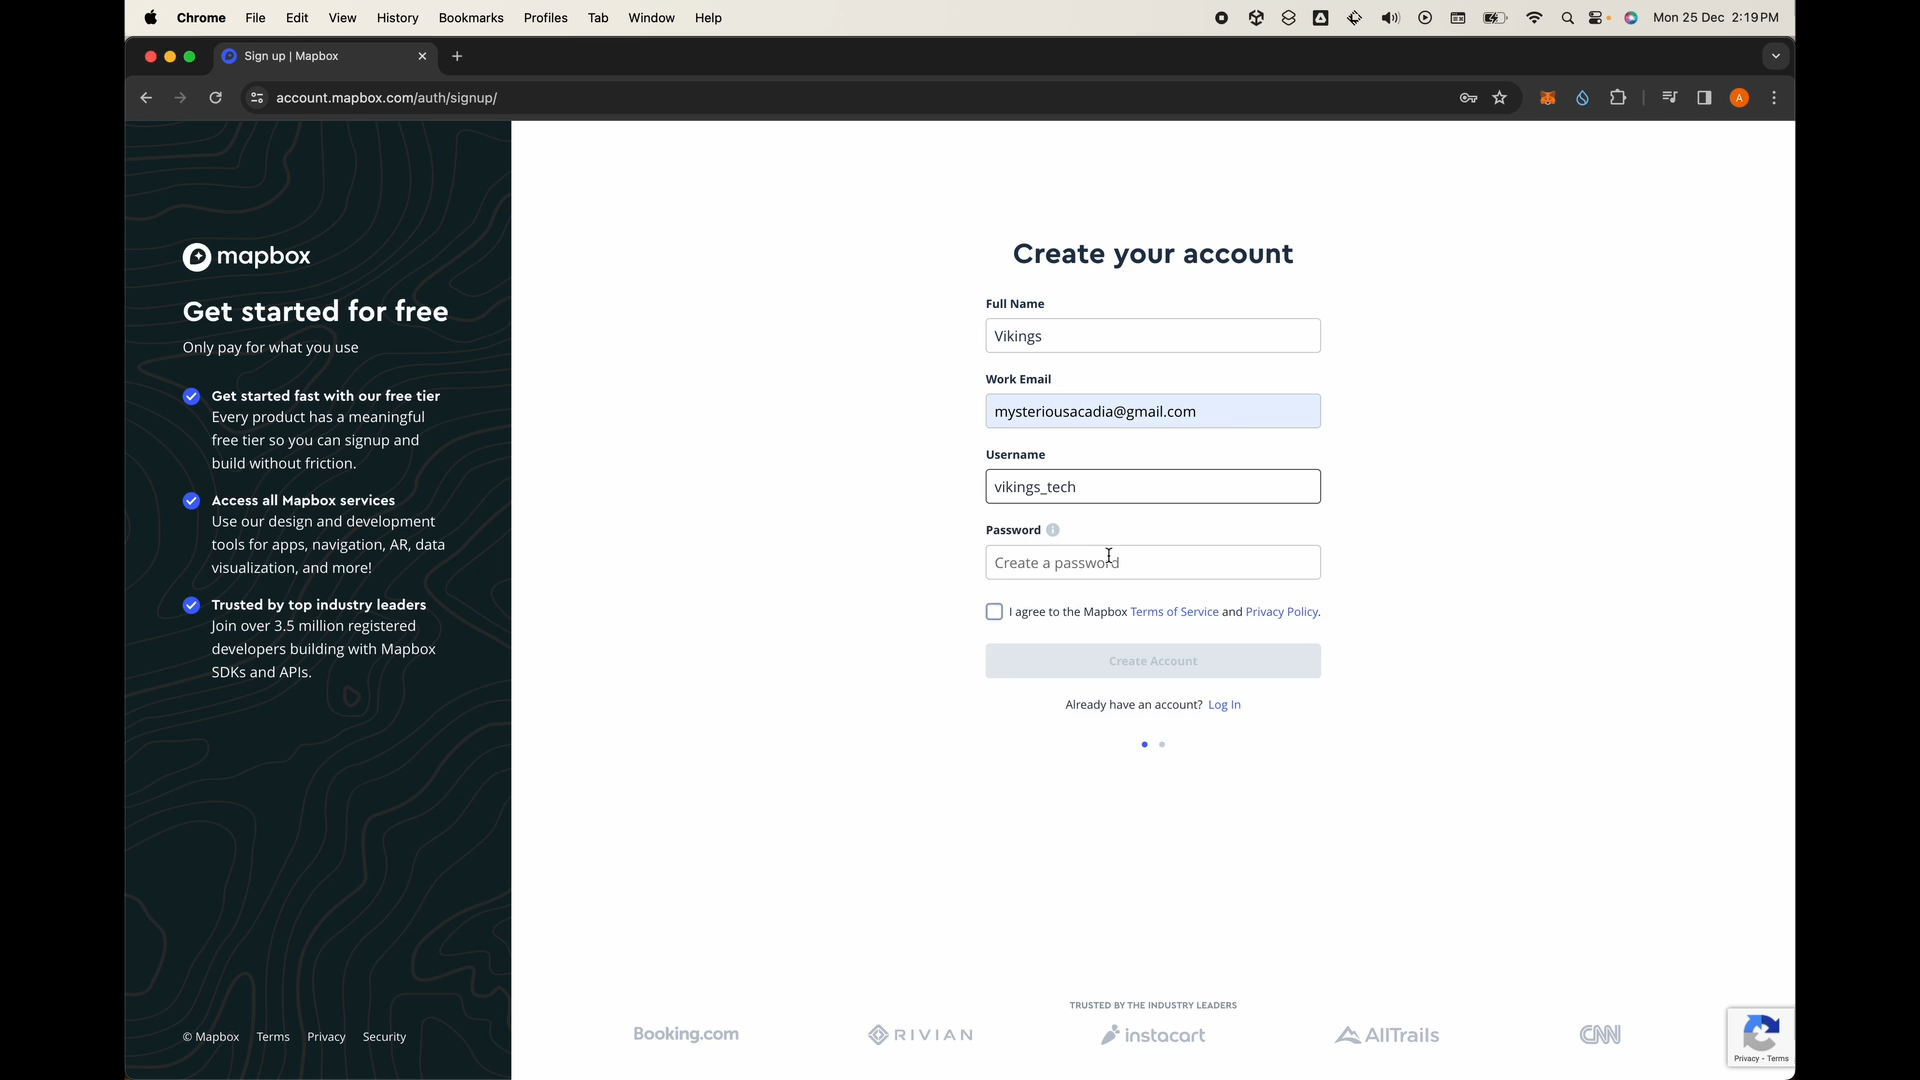 Chrome File Edit View History Bookmarks Profiles Tab Window Help Mon 25 Dec 2:19 PM
Sign up | Mapbox
account.mapbox.com/auth/signup/
A
mapbox
Get started for free
Only pay for what you use
Get started fast with our free tier
Every product has a meaningful
free tier so you can signup and
build without friction.
Access all Mapbox services
Use our design and development
tools for apps, navigation, AR, data
visualization, and more!
Trusted by top industry leaders
Join over 3.5 million registered
developers building with Mapbox
SDKs and APIs.
© Mapbox Terms Privacy Security
Create your account
Full Name
Vikings
Work Email
mysteriousacadia@gmail.com
Username
vikings_tech
Password
Create a password
I agree to the Mapbox Terms of Service and Privacy Policy.
Create Account
Already have an account? Log In
TRUSTED BY THE INDUSTRY LEADERS
Booking.com RIVIAN instacart AllTrails CNN
Privacy - Terms